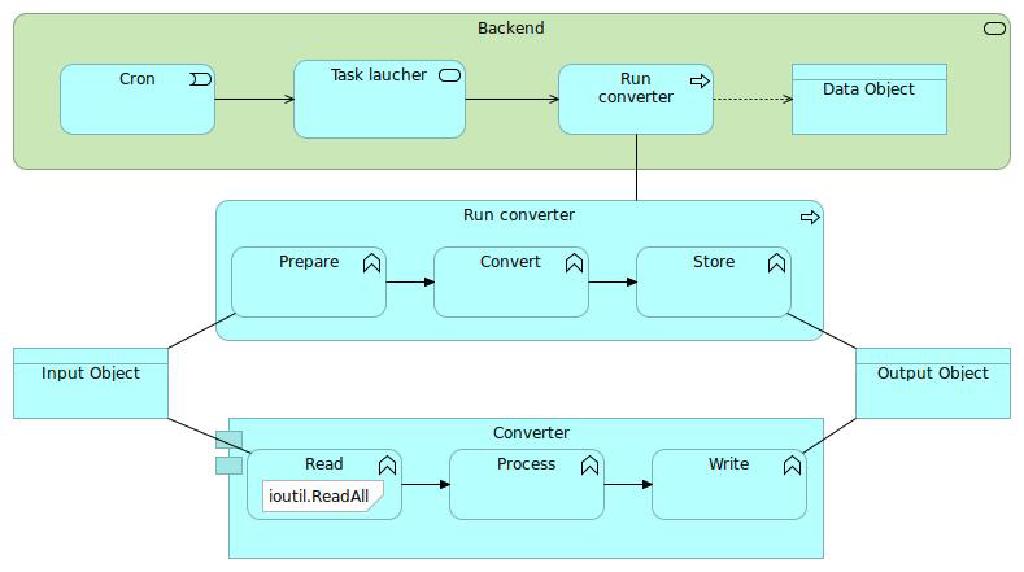 Backend
Cron
Task laucher
Run
converter
Data Object
Run converter
Prepare
Convert
Store
Input Object
Output Object
Converter
Read
Process
Write
ioutil.ReadAll